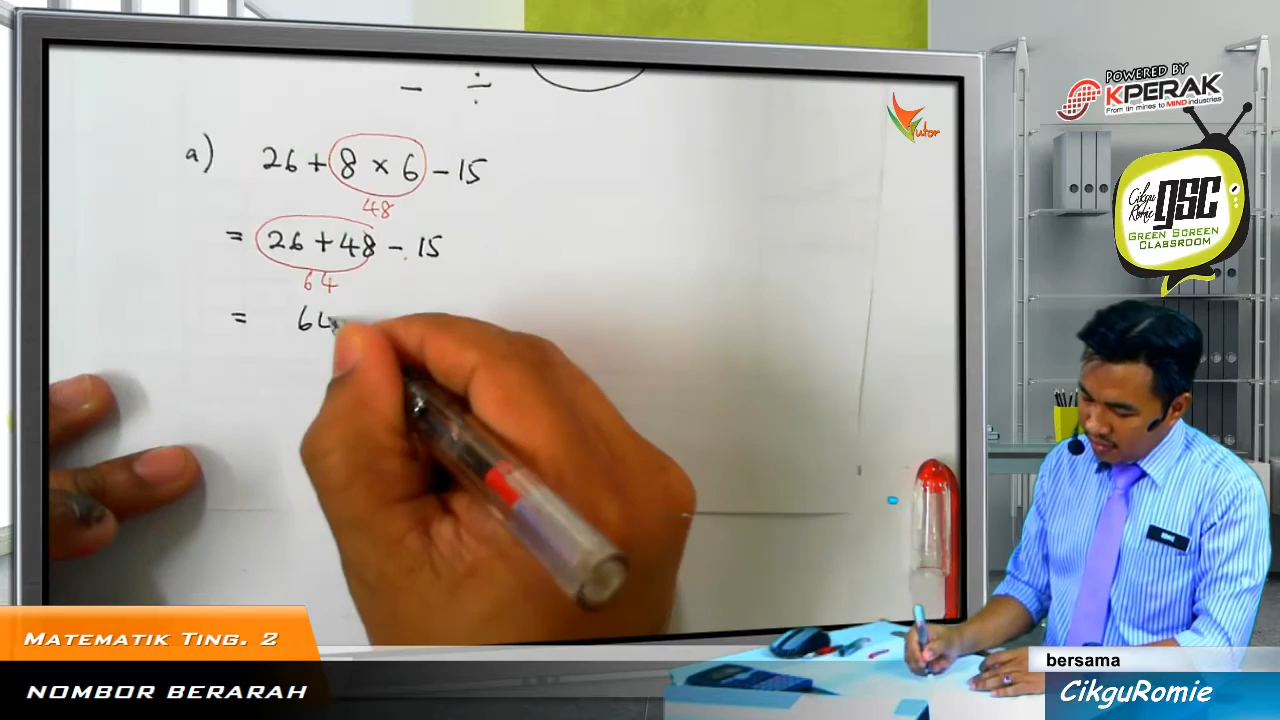 − ÷
a) 26 + 8 × 6 − 15
48
= 26 + 48 − 15
64
= 64
Tutor
POWERED BY
KPERAK
From tin mines to MIND industries
Cikgu Romie GSC
GREEN SCREEN
CLASSROOM
MATEMATIK TING. 2
NOMBOR BERARAH
bersama
CikguRomie